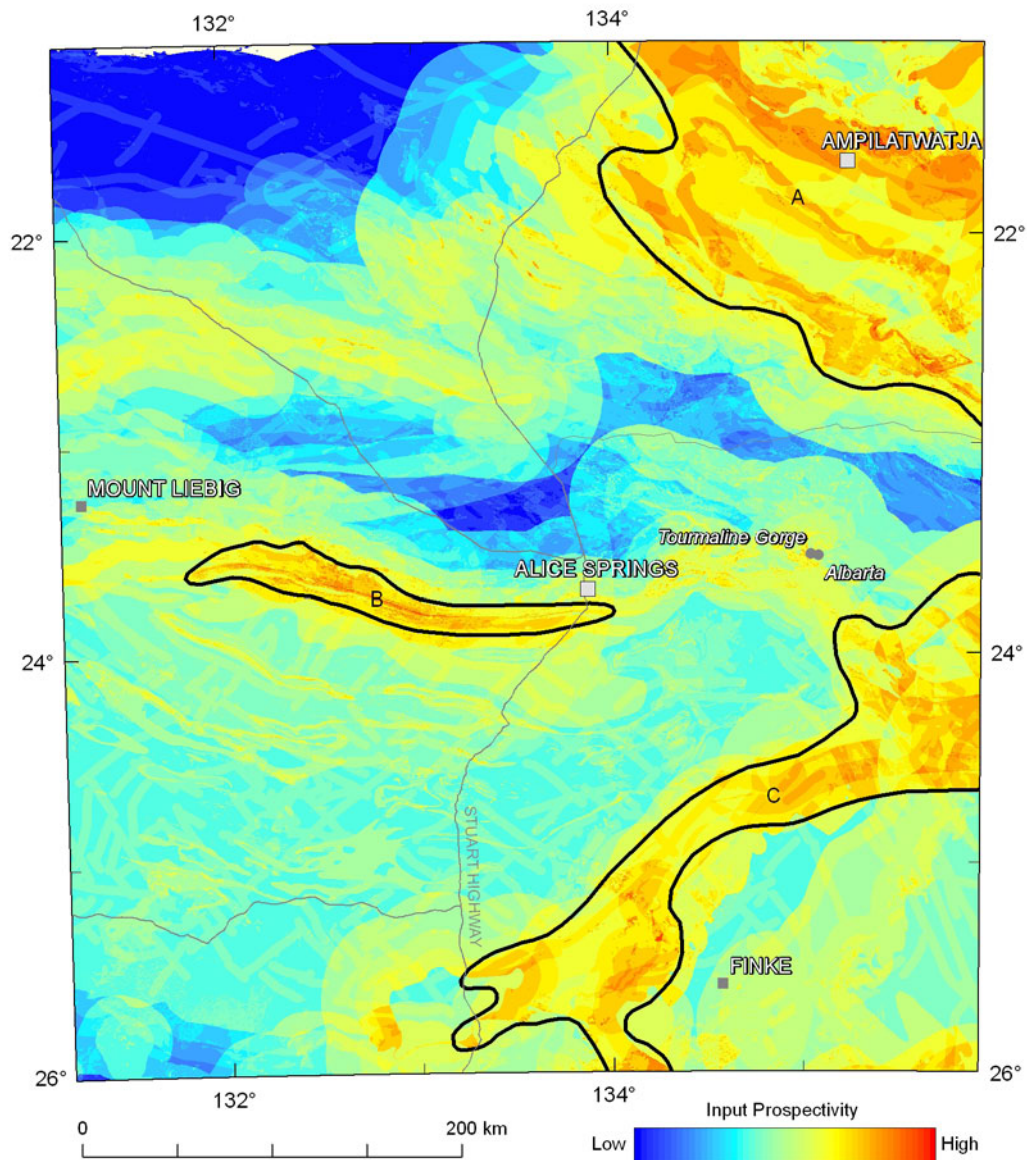 132° 134°
AMPILATWATJA
A
22° 22°
MOUNT LIEBIG
Tourmaline Gorge
ALICE SPRINGS
Albarta
B
24° 24°
C
STUART HIGHWAY
FINKE
26° 26°
132° 134°
Input Prospectivity
0 200 km
Low High